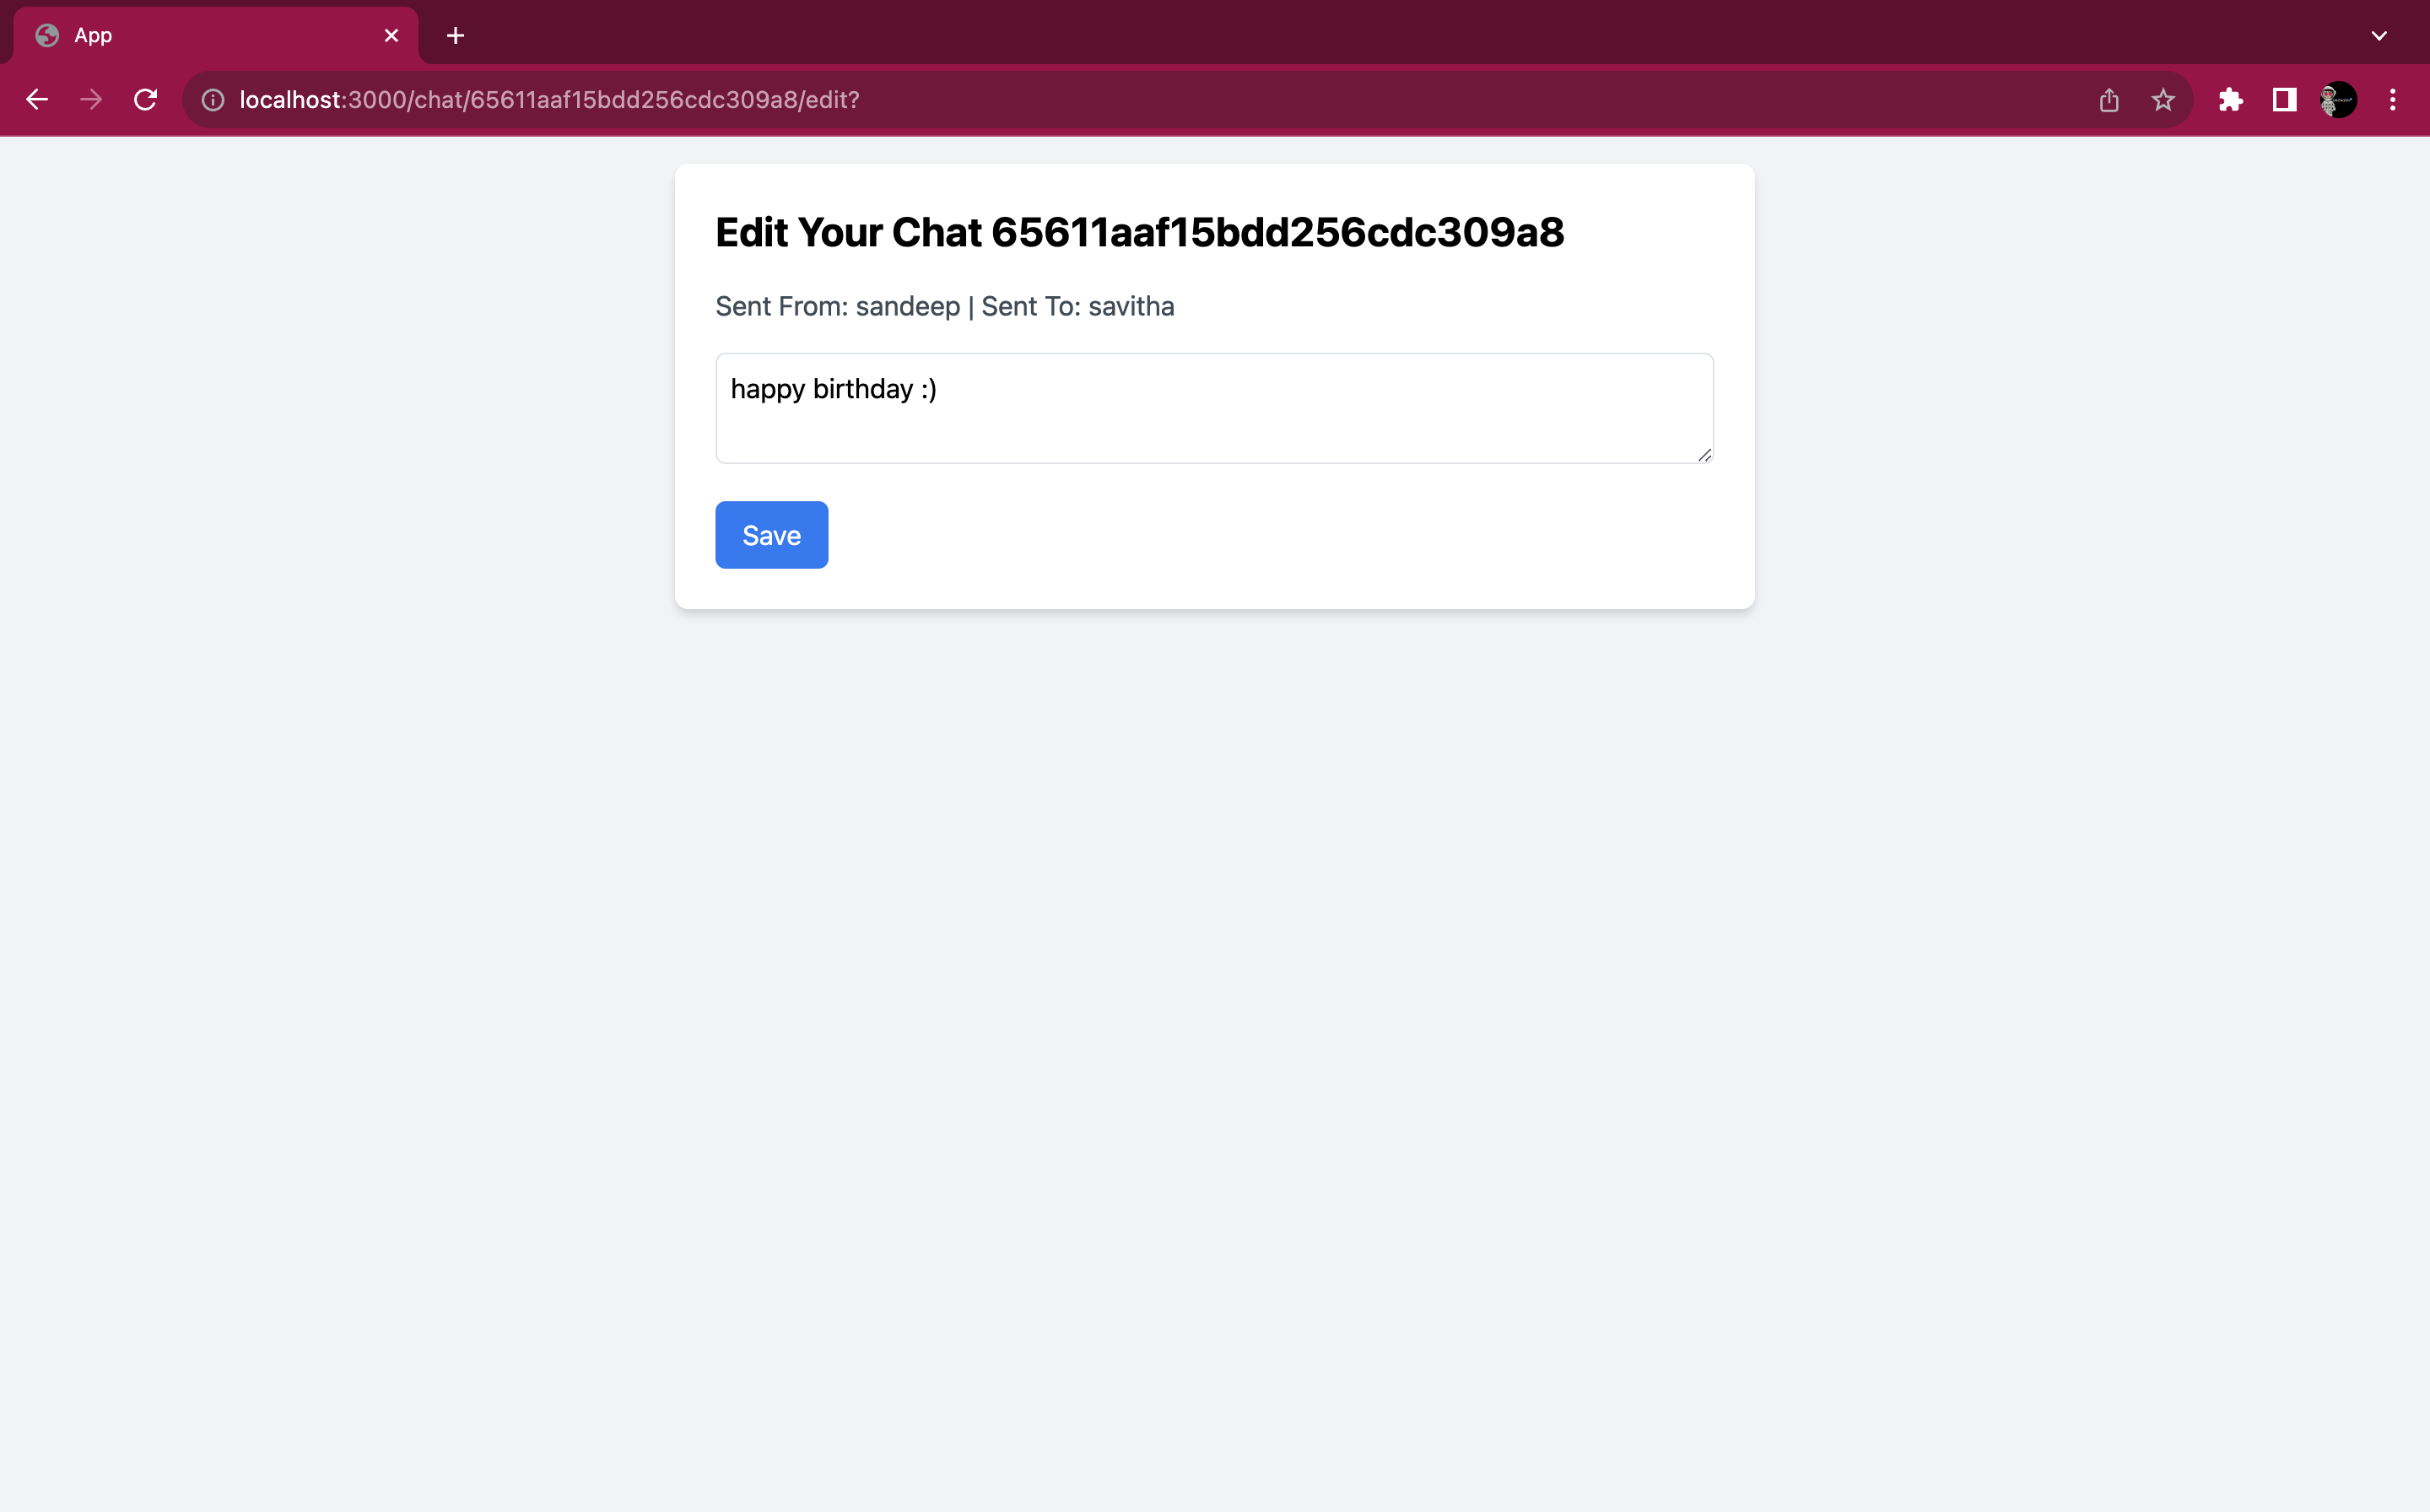 App
localhost:3000/chat/65611aaf15bdd256cdc309a8/edit?
Edit Your Chat 65611aaf15bdd256cdc309a8
Sent From: sandeep | Sent To: savitha
happy birthday :)
Save